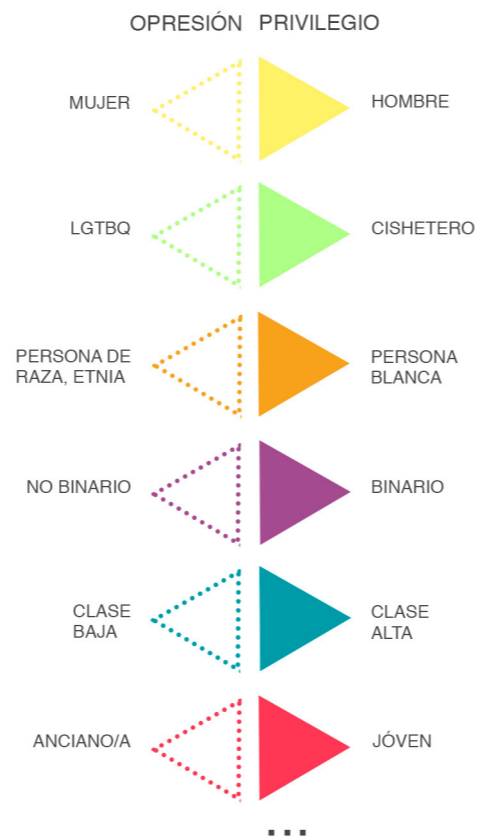 OPRESIÓN PRIVILEGIO
MUJER HOMBRE
LGTBQ CISHETERO
PERSONA DE
RAZA, ETNIA
PERSONA
BLANCA
NO BINARIO BINARIO
CLASE
BAJA
CLASE
ALTA
ANCIANO/A JÓVEN
...